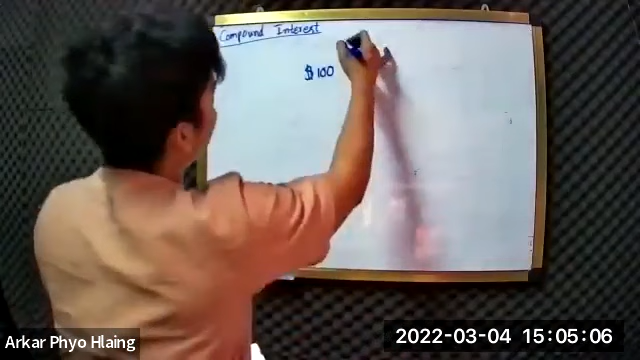 Compound Interest
$100
Arkar Phyo Hlaing
2022-03-04 15:05:06